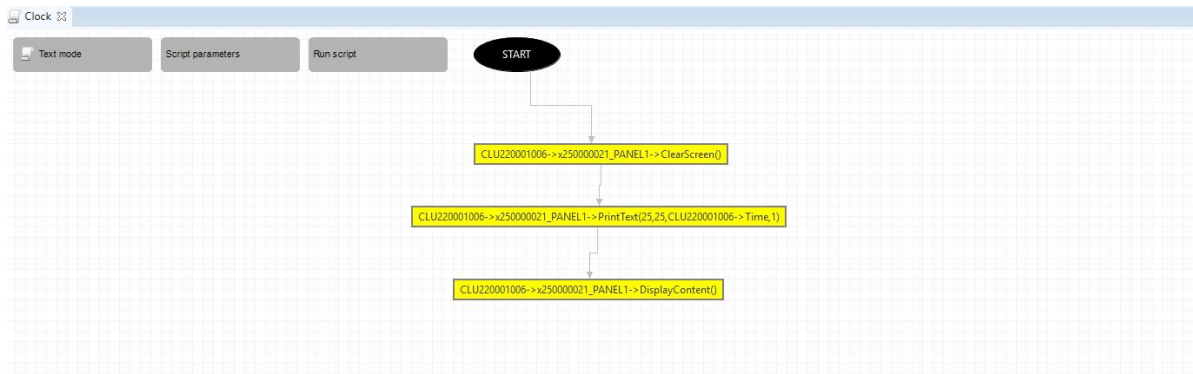 Clock
Text mode
Script parameters
Run script
START
CLU220001006->x250000021_PANEL1->ClearScreen()
CLU220001006->x250000021_PANEL1->PrintText(25,25,CLU220001006->Time,1)
CLU220001006->x250000021_PANEL1->DisplayContent()